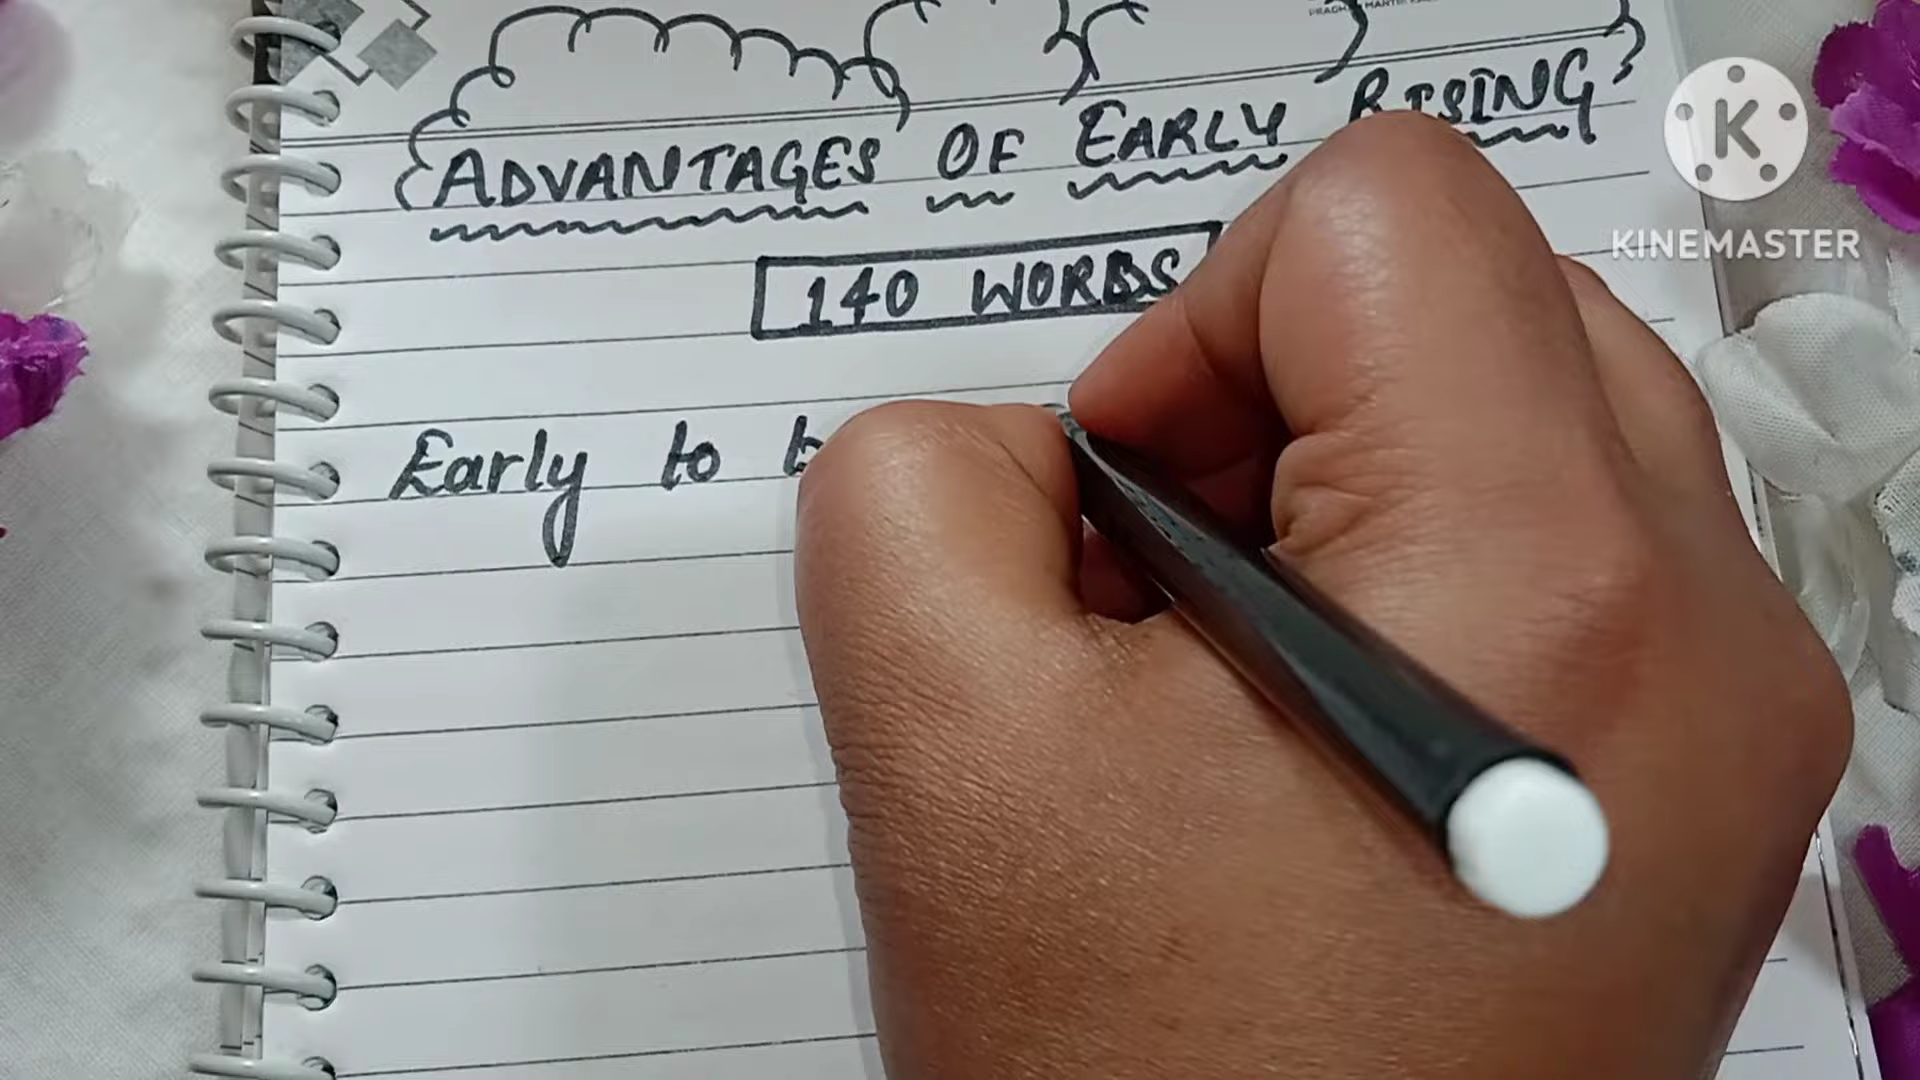 ADVANTAGES OF EARLY RISING
140 WORDS
Early to
K
KINEMASTER